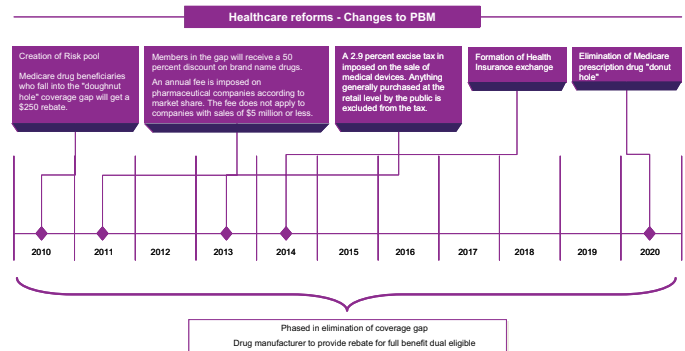 Healthcare reforms - Changes to PBM
Creation of Risk pool
Medicare drug beneficiaries
who fall into the "doughnut
hole" coverage gap will get a
$250 rebate.
Members in the gap will receive a 50
percent discount on brand name drugs.
An annual fee is imposed on
pharmaceutical companies according to
market share. The fee does not apply to
companies with sales of $5 million or less.
A 2.9 percent excise tax in
imposed on the sale of
medical devices. Anything
generally purchased at the
retail level by the public is
excluded from the tax.
Formation of Health
Insurance exchange
Elimination of Medicare
prescription drug "donut
hole"
2010 2011 2012 2013 2014 2015 2016 2017 2018 2019 2020
Phased in elimination of coverage gap
Drug manufacturer to provide rebate for full benefit dual eligible